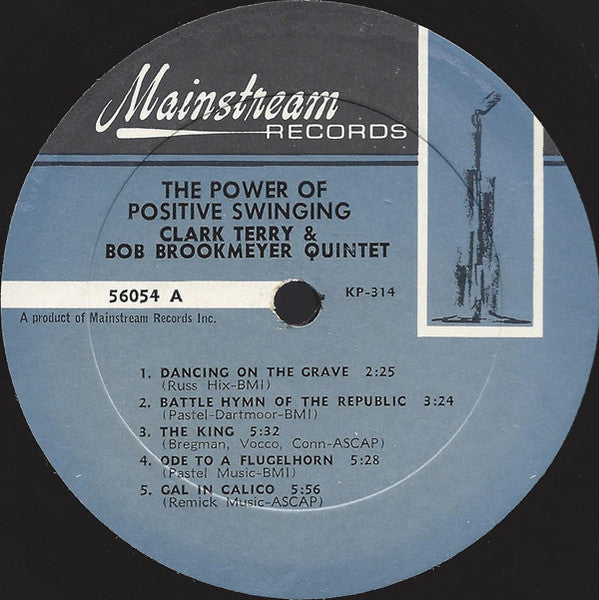 Mainstream
RECORDS
THE POWER OF
POSITIVE SWINGING
CLARK TERRY &
BOB BROOKMEYER QUINTET
56054 A
KP-314
A product of Mainstream Records Inc.
1. DANCING ON THE GRAVE 2:25
(Russ Hix-BMI)
2. BATTLE HYMN OF THE REPUBLIC 3:24
(Pastel-Dartmoor-BMI)
3. THE KING 5:32
(Bregman, Vocco, Conn-ASCAP)
4. ODE TO A FLUGELHORN 5:28
(Pastel Music-BMI)
5. GAL IN CALICO 5:56
(Remick Music-ASCAP)